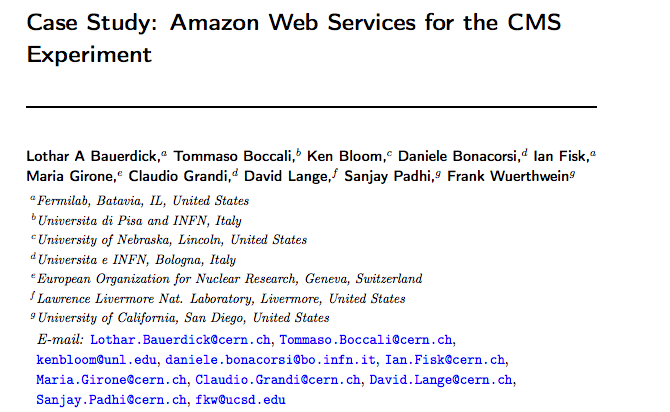 Case Study: Amazon Web Services for the CMS
Experiment
Lothar A Bauerdick,a Tommaso Boccali,b Ken Bloom,c Daniele Bonacorsi,d Ian Fisk,a
Maria Girone,e Claudio Grandi,d David Lange,f Sanjay Padhi,g Frank Wuerthweing
a Fermilab, Batavia, IL, United States
b Universita di Pisa and INFN, Italy
c University of Nebraska, Lincoln, United States
d Universita e INFN, Bologna, Italy
e European Organization for Nuclear Research, Geneva, Switzerland
f Lawrence Livermore Nat. Laboratory, Livermore, United States
g University of California, San Diego, United States
E-mail: Lothar.Bauerdick@cern.ch, Tommaso.Boccali@cern.ch,
kenbloom@unl.edu, daniele.bonacorsi@bo.infn.it, Ian.Fisk@cern.ch,
Maria.Girone@cern.ch, Claudio.Grandi@cern.ch, David.Lange@cern.ch,
Sanjay.Padhi@cern.ch, fkw@ucsd.edu